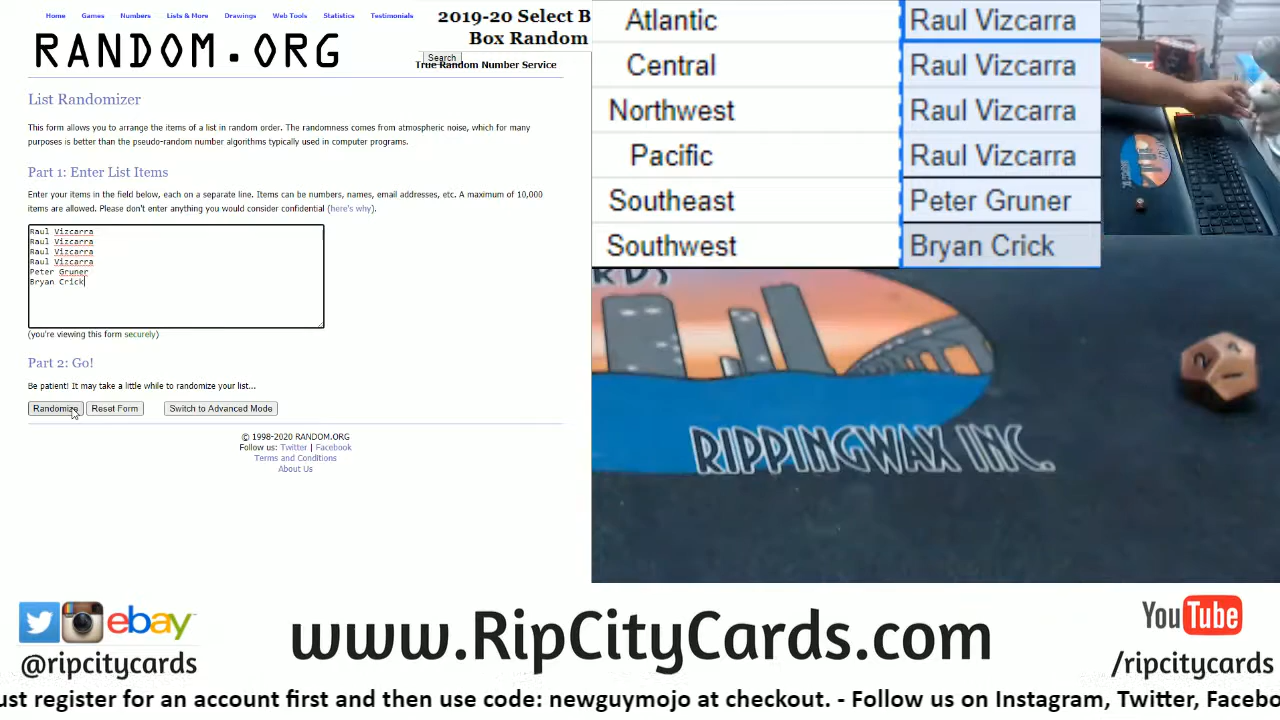 Home Games Numbers Lists & More Drawings Web Tools Statistics Testimonials
2019-20 Select B
Box Random
RANDOM.ORG
Search
True Random Number Service
List Randomizer
This form allows you to arrange the items of a list in random order. The randomness comes from atmospheric noise, which for many
purposes is better than the pseudo-random number algorithms typically used in computer programs.
Part 1: Enter List Items
Enter your items in the field below, each on a separate line. Items can be numbers, names, email addresses, etc. A maximum of 10,000
items are allowed. Please don't enter anything you would consider confidential (here's why).
Raul Vizcarra
Raul Vizcarra
Raul Vizcarra
Raul Vizcarra
Peter Gruner
Bryan Crick
(you're viewing this form securely)
Part 2: Go!
Be patient! It may take a little while to randomize your list...
Randomize Reset Form Switch to Advanced Mode
© 1998-2020 RANDOM.ORG
Follow us: Twitter | Facebook
Terms and Conditions
About Us
Atlantic Raul Vizcarra
Central Raul Vizcarra
Northwest Raul Vizcarra
Pacific Raul Vizcarra
Southeast Peter Gruner
Southwest Bryan Crick
RDS
RIPPINGWAX INC.
2
1
ebay
@ripcitycards
www.RipCityCards.com
YouTube
/ripcitycards
ust register for an account first and then use code: newguymojo at checkout. - Follow us on Instagram, Twitter, Facebo